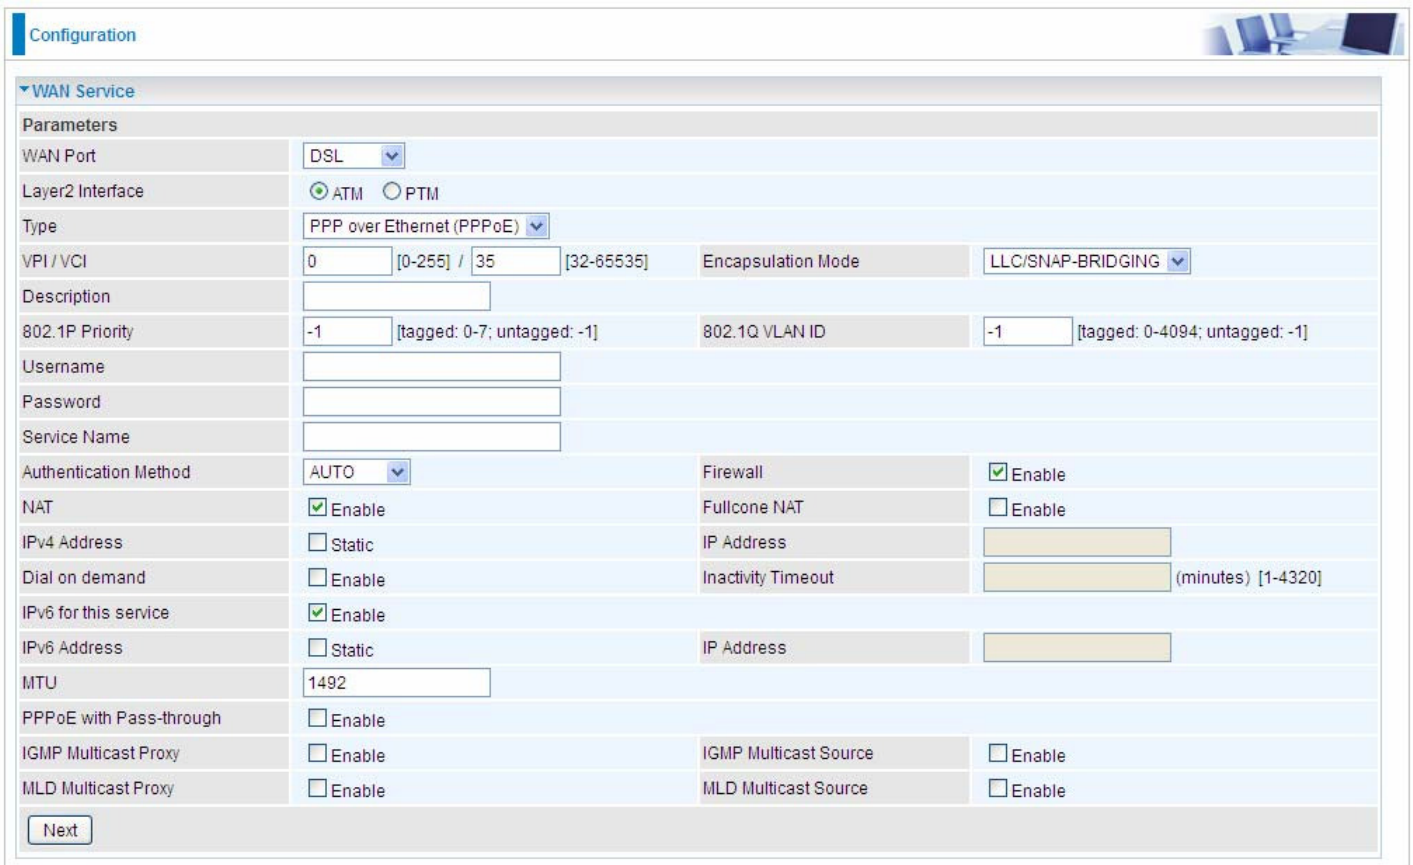 Configuration
WAN Service
Parameters
WAN Port DSL
Layer2 Interface ATM PTM
Type PPP over Ethernet (PPPoE)
VPI / VCI 0 [0-255] / 35 [32-65535] Encapsulation Mode LLC/SNAP-BRIDGING
Description
802.1P Priority -1 [tagged: 0-7; untagged: -1] 802.1Q VLAN ID -1 [tagged: 0-4094; untagged: -1]
Username
Password
Service Name
Authentication Method AUTO Firewall Enable
NAT Enable Fullcone NAT Enable
IPv4 Address Static IP Address
Dial on demand Enable Inactivity Timeout (minutes) [1-4320]
IPv6 for this service Enable
IPv6 Address Static IP Address
MTU 1492
PPPoE with Pass-through Enable
IGMP Multicast Proxy Enable IGMP Multicast Source Enable
MLD Multicast Proxy Enable MLD Multicast Source Enable
Next